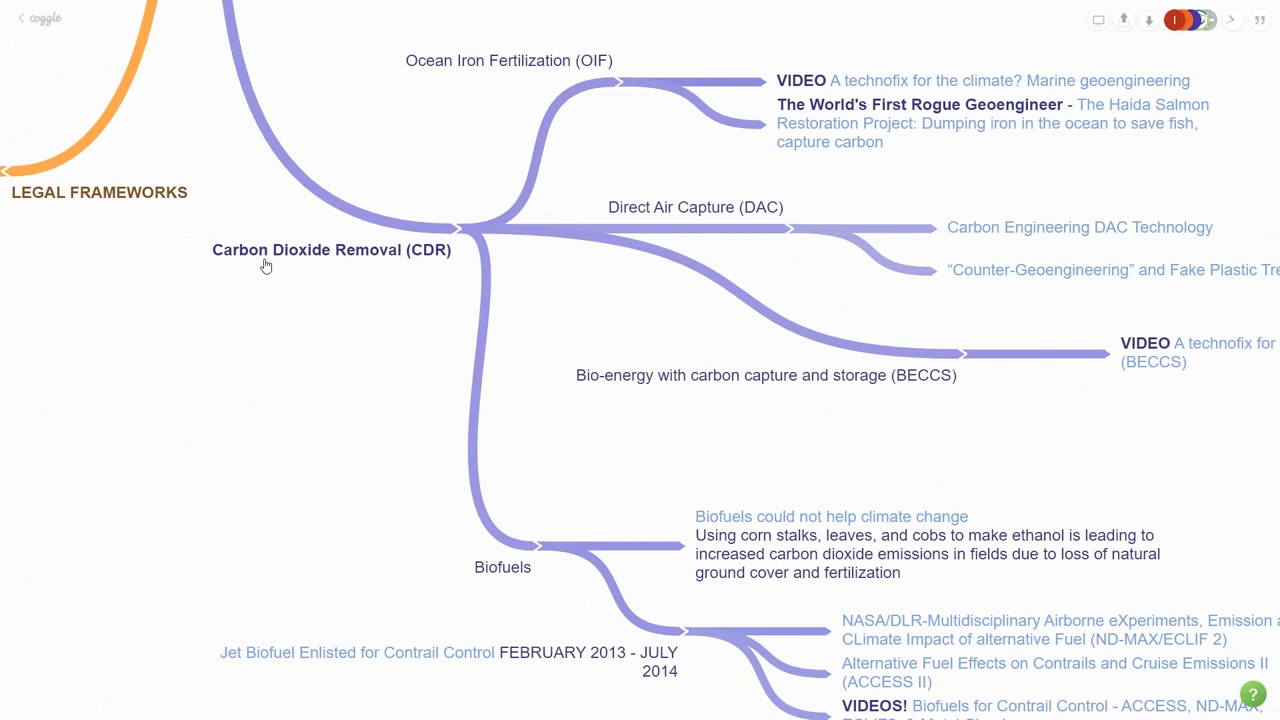 coggle
Ocean Iron Fertilization (OIF)
VIDEO A technofix for the climate? Marine geoengineering
The World's First Rogue Geoengineer - The Haida Salmon
Restoration Project: Dumping iron in the ocean to save fish,
capture carbon
LEGAL FRAMEWORKS
Direct Air Capture (DAC)
Carbon Engineering DAC Technology
Carbon Dioxide Removal (CDR)
“Counter-Geoengineering” and Fake Plastic Tre
VIDEO A technofix for
(BECCS)
Bio-energy with carbon capture and storage (BECCS)
Biofuels could not help climate change
Using corn stalks, leaves, and cobs to make ethanol is leading to
increased carbon dioxide emissions in fields due to loss of natural
ground cover and fertilization
Biofuels
NASA/DLR-Multidisciplinary Airborne eXperiments, Emission a
CLimate Impact of alternative Fuel (ND-MAX/ECLIF 2)
Jet Biofuel Enlisted for Contrail Control FEBRUARY 2013 - JULY
2014
Alternative Fuel Effects on Contrails and Cruise Emissions II
(ACCESS II)
VIDEOS! Biofuels for Contrail Control - ACCESS, ND-MAX,
?